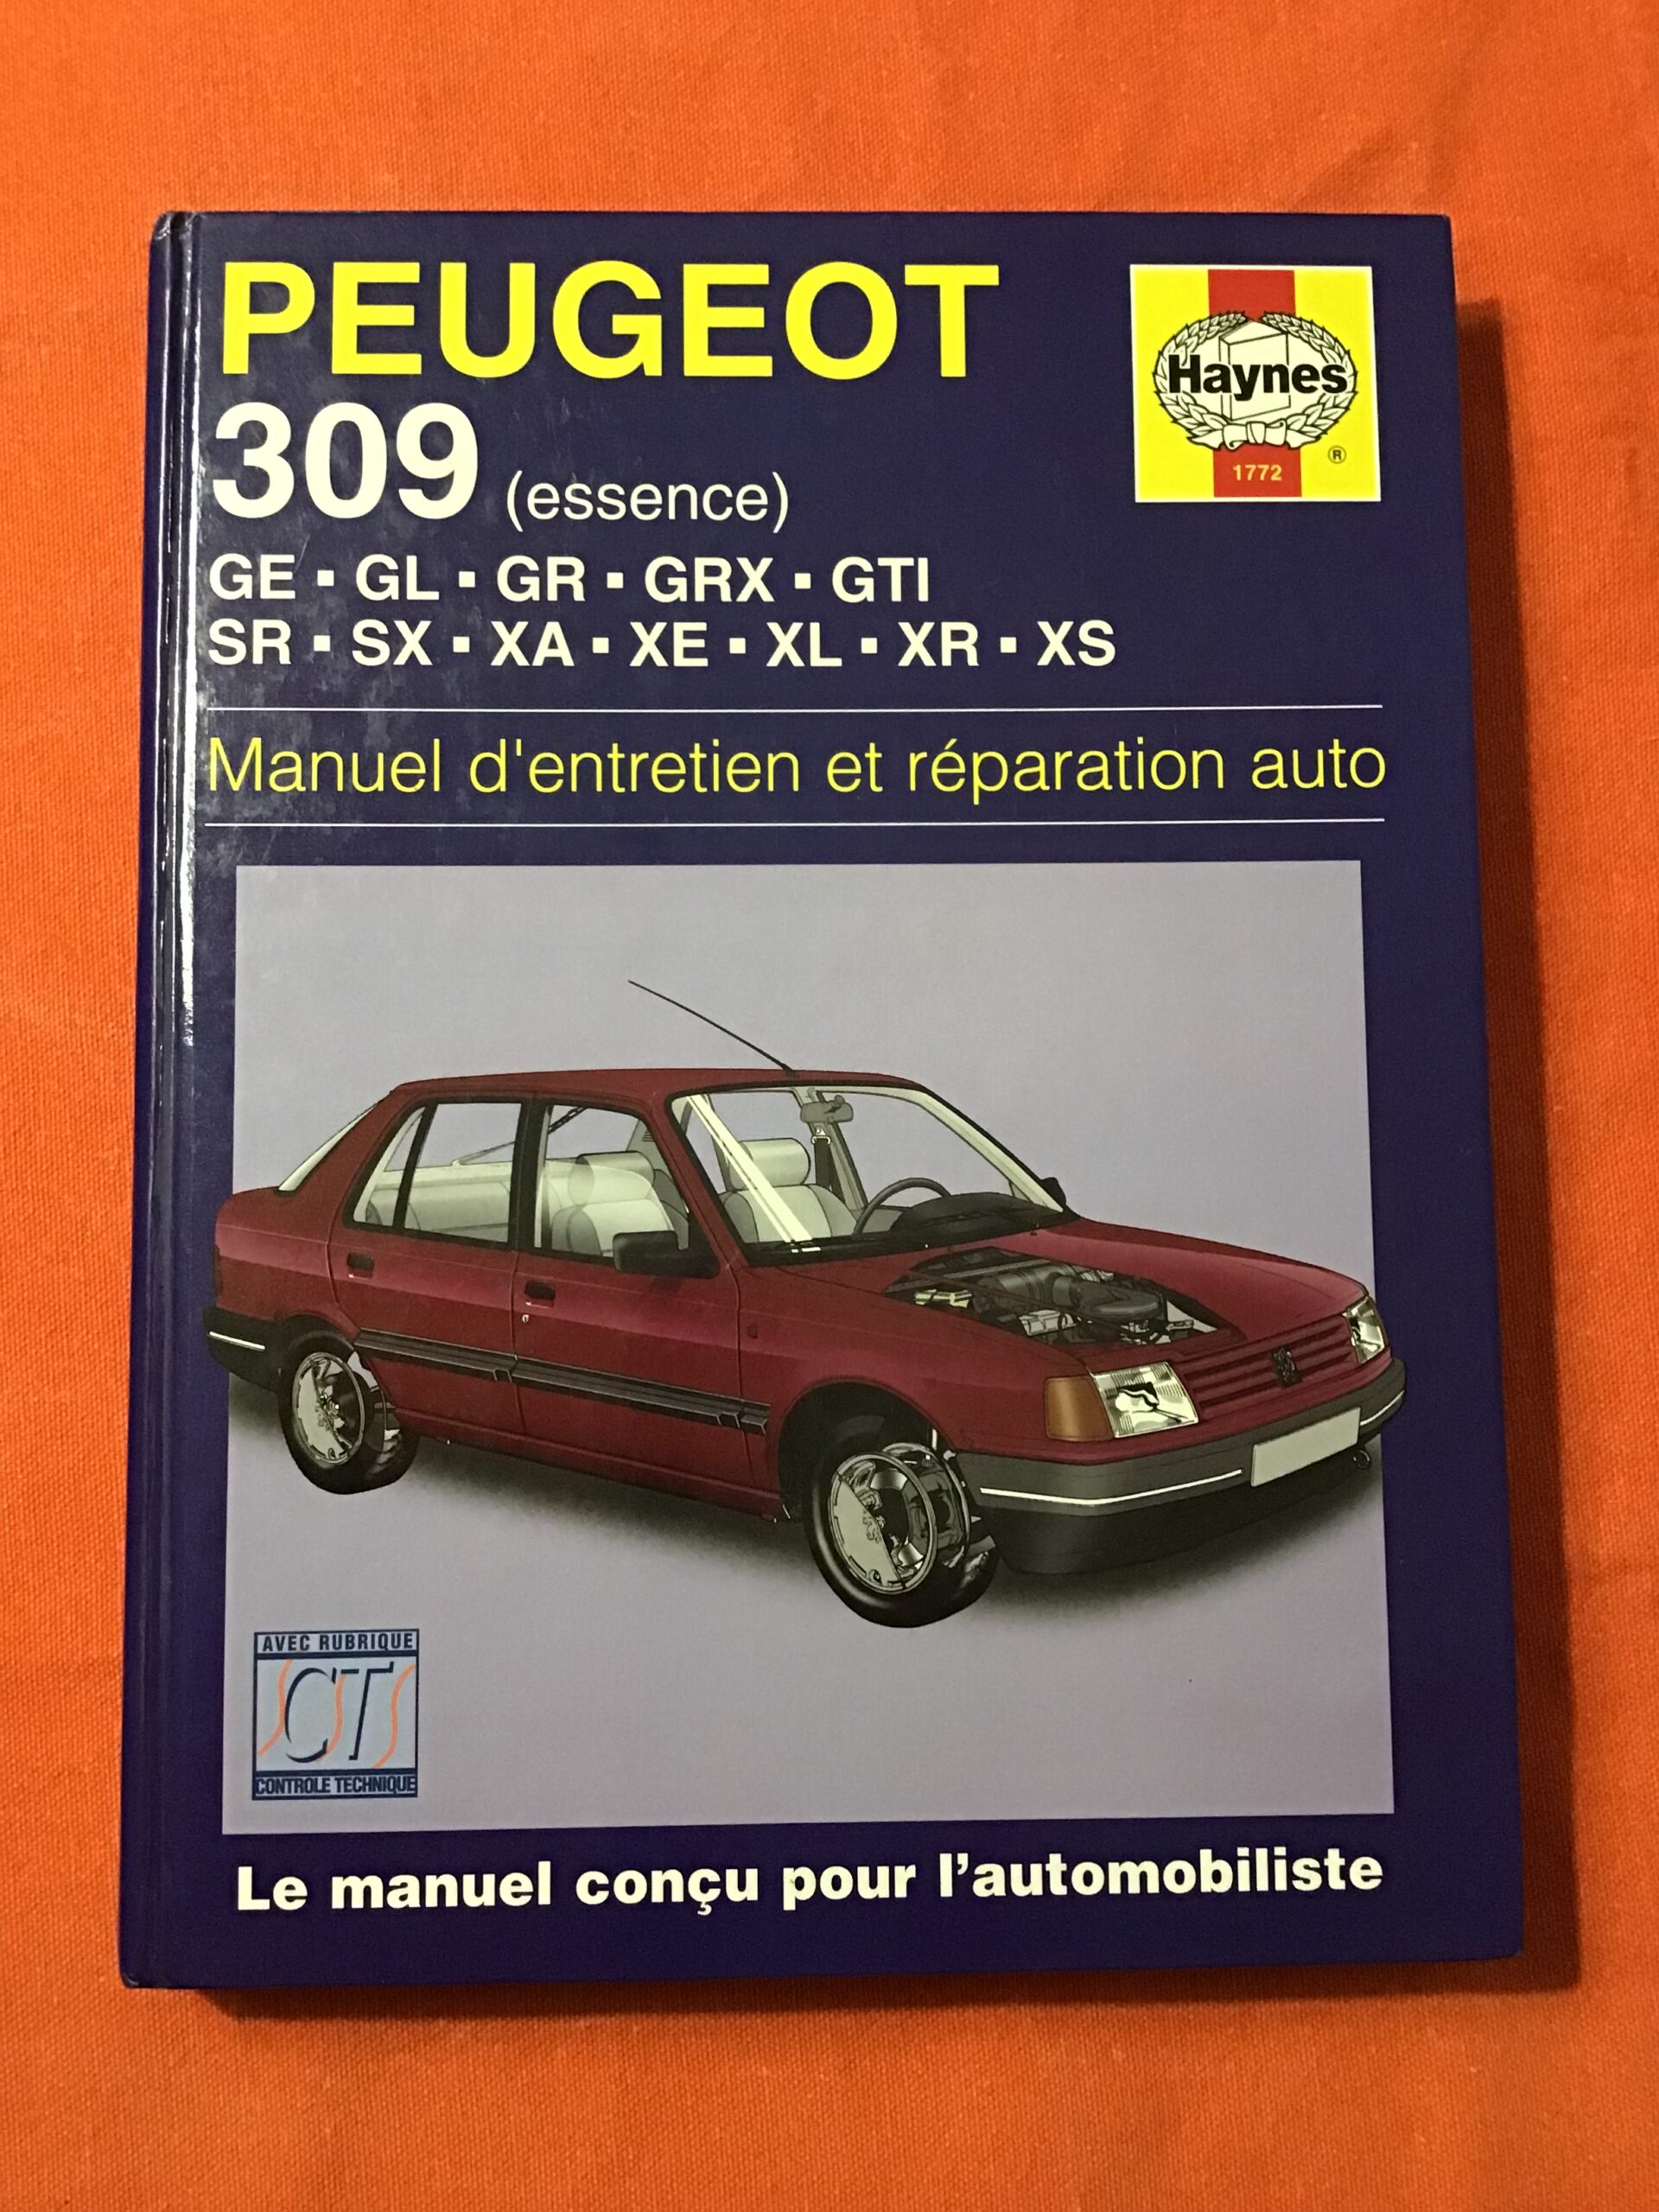 PEUGEOT
309 (essence)
GE ▪ GL ▪ GR ▪ GRX ▪ GTI
SR ▪ SX ▪ XA ▪ XE ▪ XL ▪ XR ▪ XS
Haynes
®
1772
Manuel d'entretien et réparation auto
AVEC RUBRIQUE
SCTS
CONTROLE TECHNIQUE
Le manuel conçu pour l'automobiliste